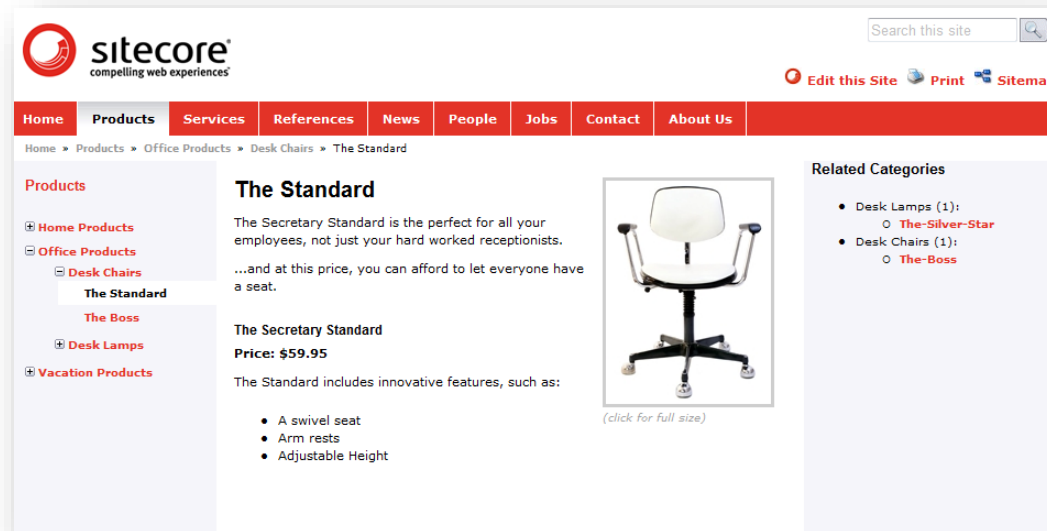 sitecore®
compelling web experiences®
Search this site
Edit this Site Print Sitema
Home Products Services References News People Jobs Contact About Us
Home » Products » Office Products » Desk Chairs » The Standard
Products
Home Products
Office Products
Desk Chairs
The Standard
The Boss
Desk Lamps
Vacation Products
The Standard
The Secretary Standard is the perfect for all your
employees, not just your hard worked receptionists.
...and at this price, you can afford to let everyone have
a seat.
The Secretary Standard
Price: $59.95
The Standard includes innovative features, such as:
● A swivel seat
● Arm rests
● Adjustable Height
(click for full size)
Related Categories
● Desk Lamps (1):
○ The-Silver-Star
● Desk Chairs (1):
○ The-Boss